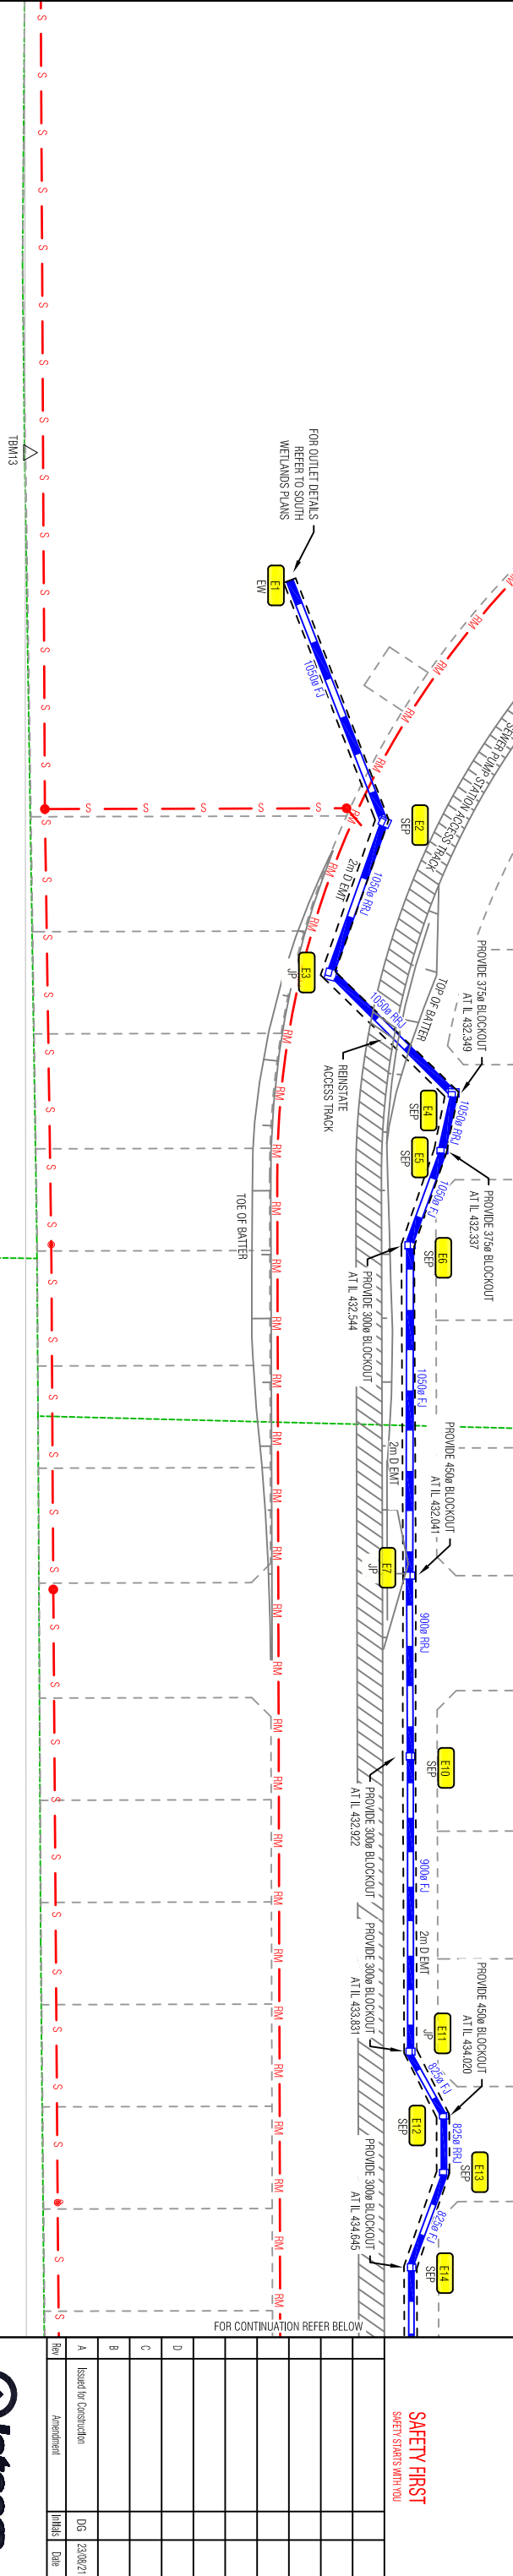 TBM13
FOR OUTLET DETAILS
REFER TO SOUTH
WETLANDS PLANS
E1
EW
1050ø FJ
RM
RM
RM
RM
RM
SEWER PUMP STATION ACCESS TRACK
E2
SEP
1050ø RRJ
2m D EMT
E3
JP
TOP OF BATTER
1050ø RRJ
REINSTATE
ACCESS TRACK
PROVIDE 375ø BLOCKOUT
AT IL 432.349
E4
SEP
1050ø RRJ
E5
SEP
PROVIDE 375ø BLOCKOUT
AT IL 432.337
1050ø FJ
E6
SEP
TOE OF BATTER
PROVIDE 300ø BLOCKOUT
AT IL 432.544
1050ø FJ
2m D EMT
PROVIDE 450ø BLOCKOUT
AT IL 432.041
E7
JP
900ø RRJ
E10
SEP
PROVIDE 300ø BLOCKOUT
AT IL 432.922
900ø FJ
2m D EMT
PROVIDE 300ø BLOCKOUT
AT IL 433.831
E11
JP
825ø FJ
PROVIDE 450ø BLOCKOUT
AT IL 434.020
E12
SEP
825ø RRJ
E13
SEP
825ø FJ
PROVIDE 300ø BLOCKOUT
AT IL 434.645
E14
SEP
FOR CONTINUATION REFER BELOW
SAFETY FIRST
SAFETY STARTS WITH YOU
D
C
B
A Issued for Construction DG 23/08/21
Rev Amendment Initials Date